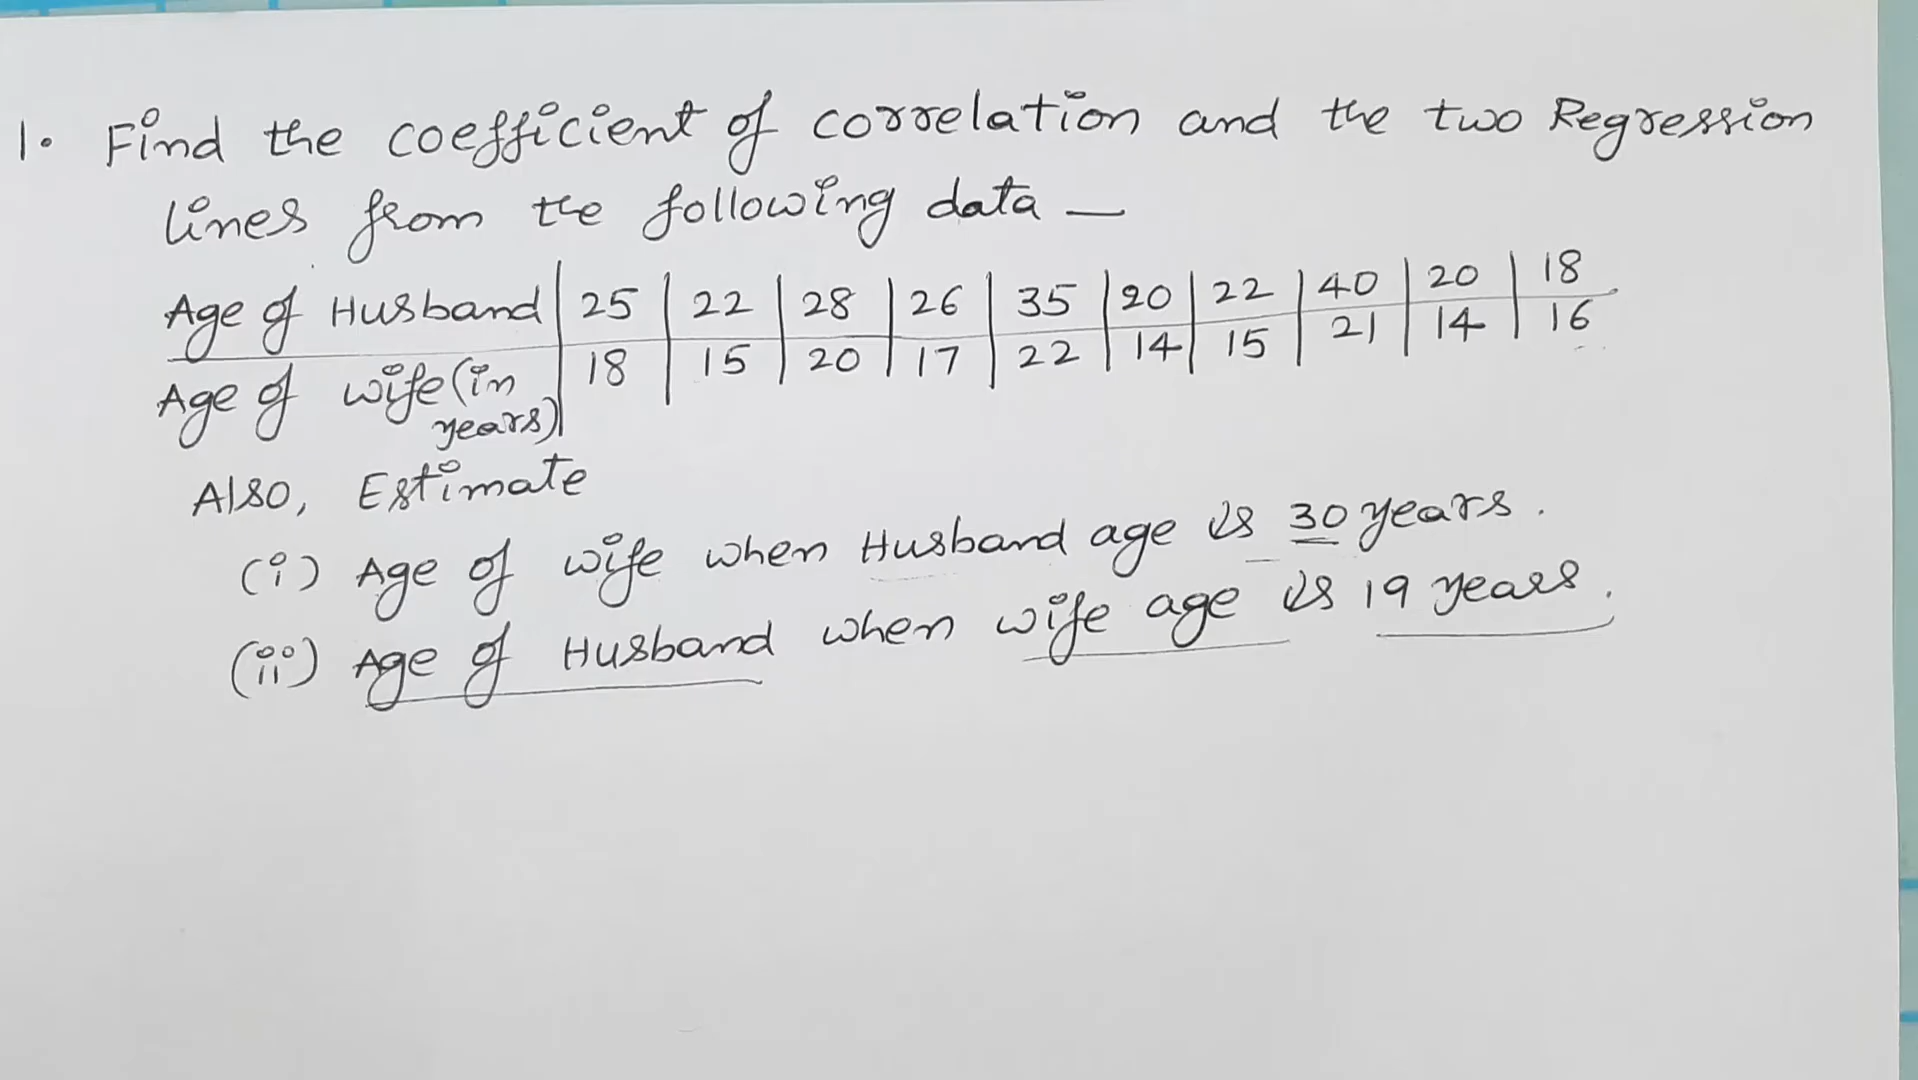 1. Find the coefficient of correlation and the two Regression
lines from the following data —
Age of Husband | 25 | 22 | 28 | 26 | 35 | 20 | 22 | 40 | 20 | 18
Age of wife (in years) | 18 | 15 | 20 | 17 | 22 | 14 | 15 | 21 | 14 | 16
Also, Estimate
(i) Age of wife when Husband age is 30 years.
(ii) Age of Husband when wife age is 19 years.